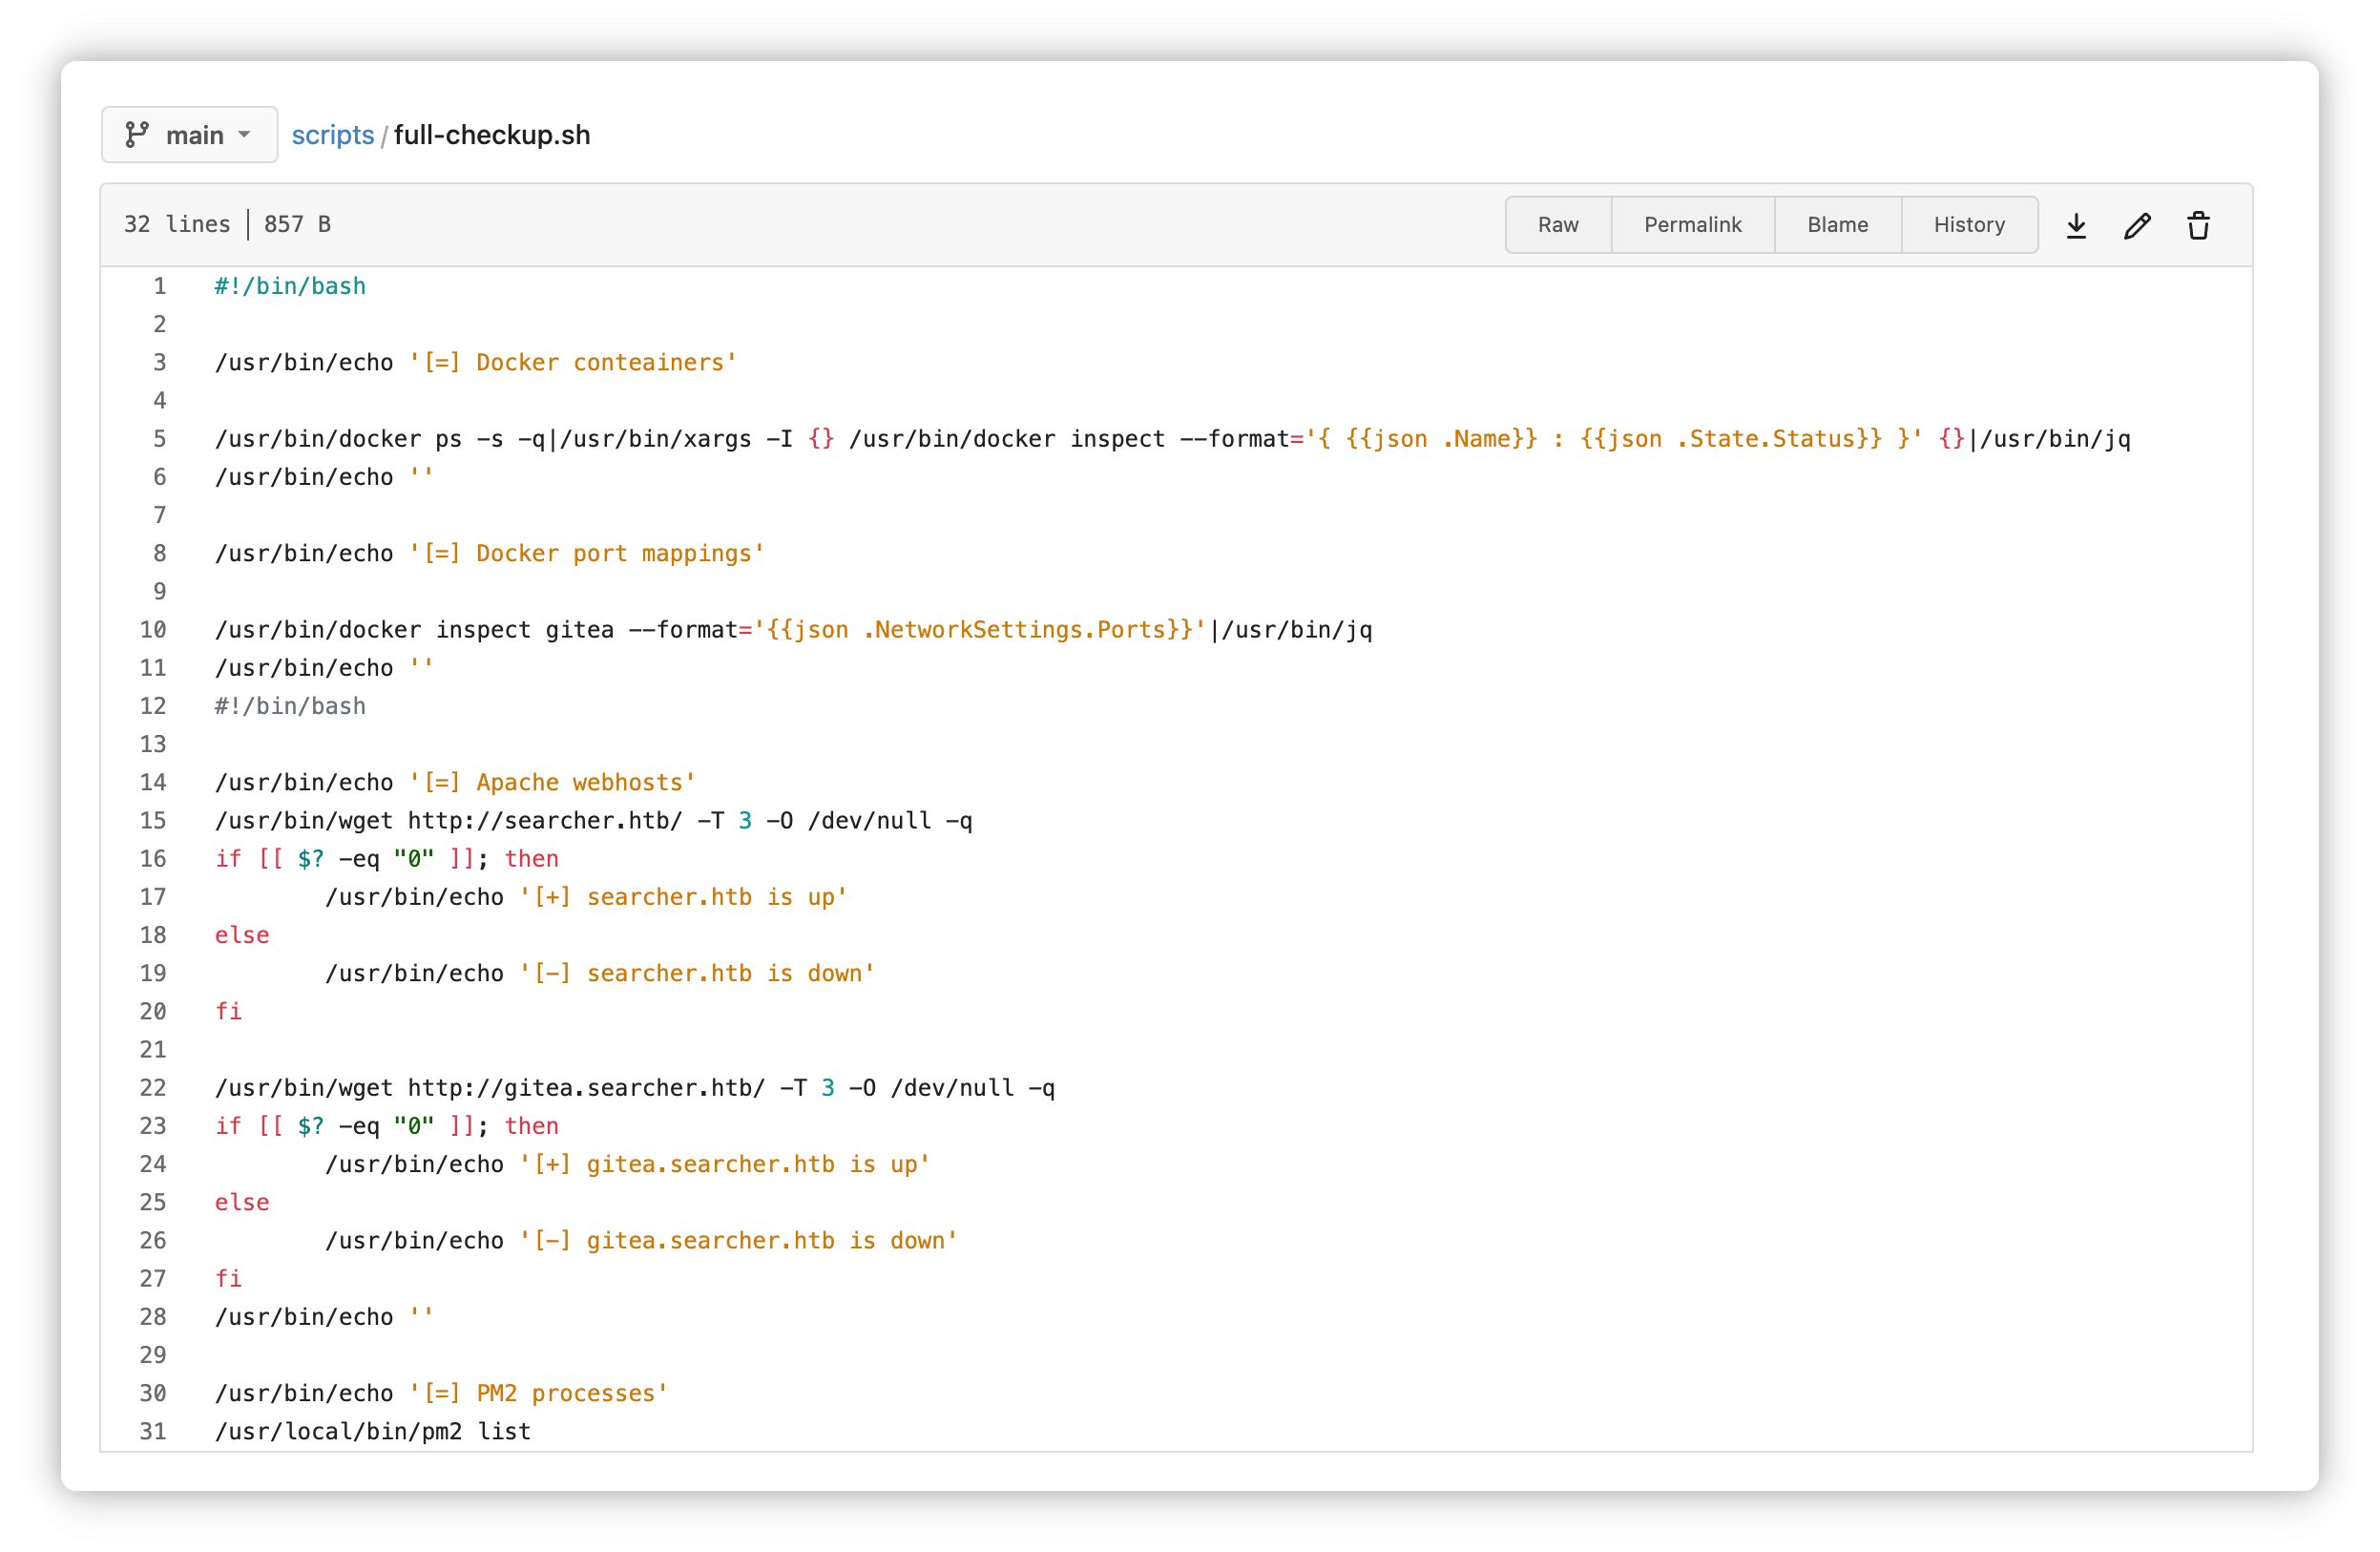 main
scripts/full-checkup.sh
32 lines | 857 B
Raw Permalink Blame History
1 #!/bin/bash
2
3 /usr/bin/echo '[=] Docker conteainers'
4
5 /usr/bin/docker ps -s -q|/usr/bin/xargs -I {} /usr/bin/docker inspect --format='{ {{json .Name}} : {{json .State.Status}} }' {}|/usr/bin/jq
6 /usr/bin/echo ''
7
8 /usr/bin/echo '[=] Docker port mappings'
9
10 /usr/bin/docker inspect gitea --format='{{json .NetworkSettings.Ports}}'|/usr/bin/jq
11 /usr/bin/echo ''
12 #!/bin/bash
13
14 /usr/bin/echo '[=] Apache webhosts'
15 /usr/bin/wget http://searcher.htb/ -T 3 -O /dev/null -q
16 if [[ $? -eq "0" ]]; then
17         /usr/bin/echo '[+] searcher.htb is up'
18 else
19         /usr/bin/echo '[-] searcher.htb is down'
20 fi
21
22 /usr/bin/wget http://gitea.searcher.htb/ -T 3 -O /dev/null -q
23 if [[ $? -eq "0" ]]; then
24         /usr/bin/echo '[+] gitea.searcher.htb is up'
25 else
26         /usr/bin/echo '[-] gitea.searcher.htb is down'
27 fi
28 /usr/bin/echo ''
29
30 /usr/bin/echo '[=] PM2 processes'
31 /usr/local/bin/pm2 list